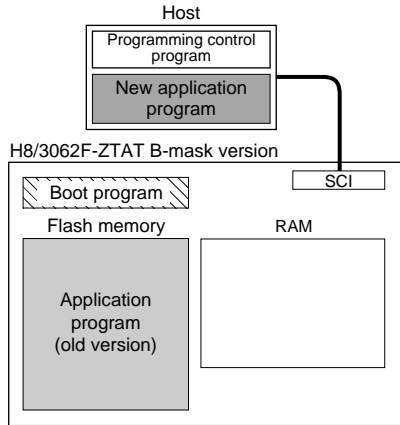 Host
Programming control
program
New application
program
H8/3062F-ZTAT B-mask version
SCI
Boot program
Flash memory
RAM
Application
program
(old version)